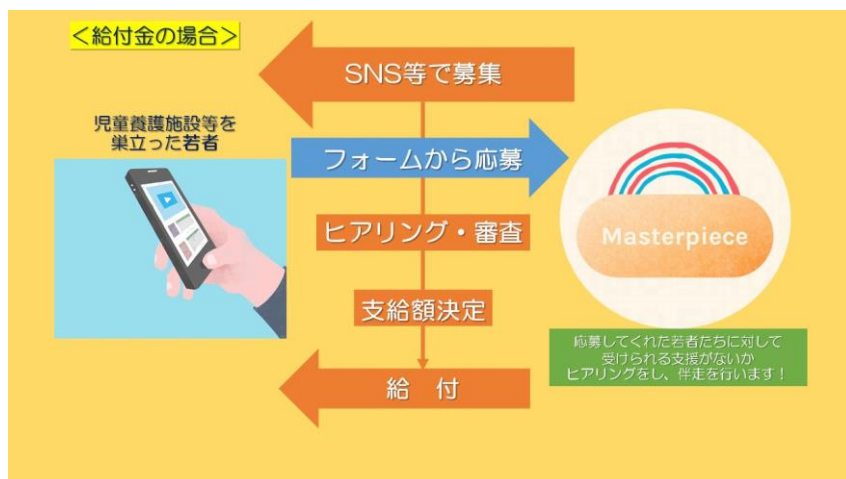 ＜給付金の場合＞
SNS等で募集
児童養護施設等を
巣立った若者
フォームから応募
ヒアリング・審査
Masterpiece
支給額決定
応募してくれた若者たちに対して
受けられる支援がないか
ヒアリングをし、伴走を行います！
給　付